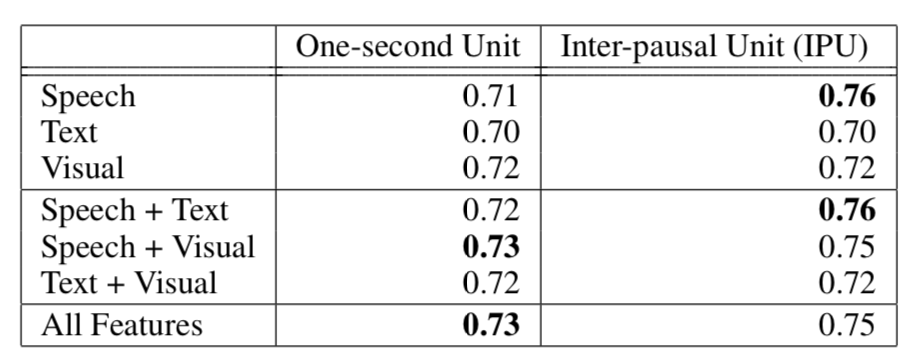 One-second Unit Inter-pausal Unit (IPU)
Speech 0.71 0.76
Text 0.70 0.70
Visual 0.72 0.72
Speech + Text 0.72 0.76
Speech + Visual 0.73 0.75
Text + Visual 0.72 0.72
All Features 0.73 0.75